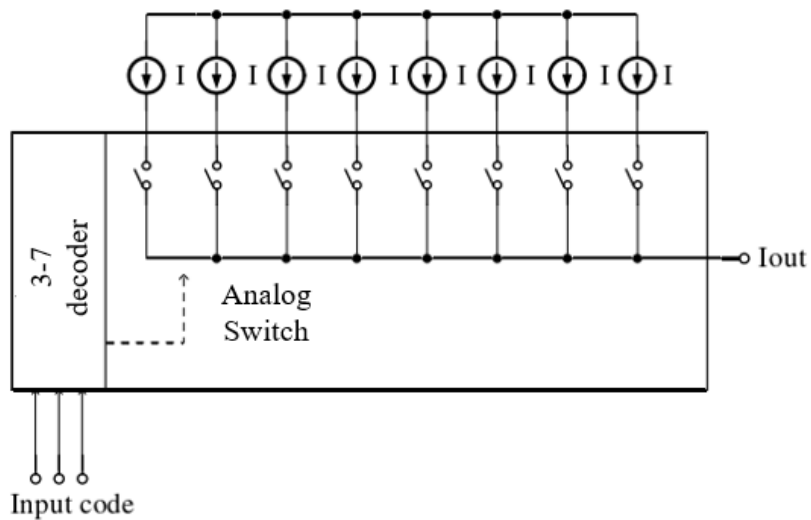 I I I I I I I I
3-7
decoder
Analog
Switch
Iout
Input code